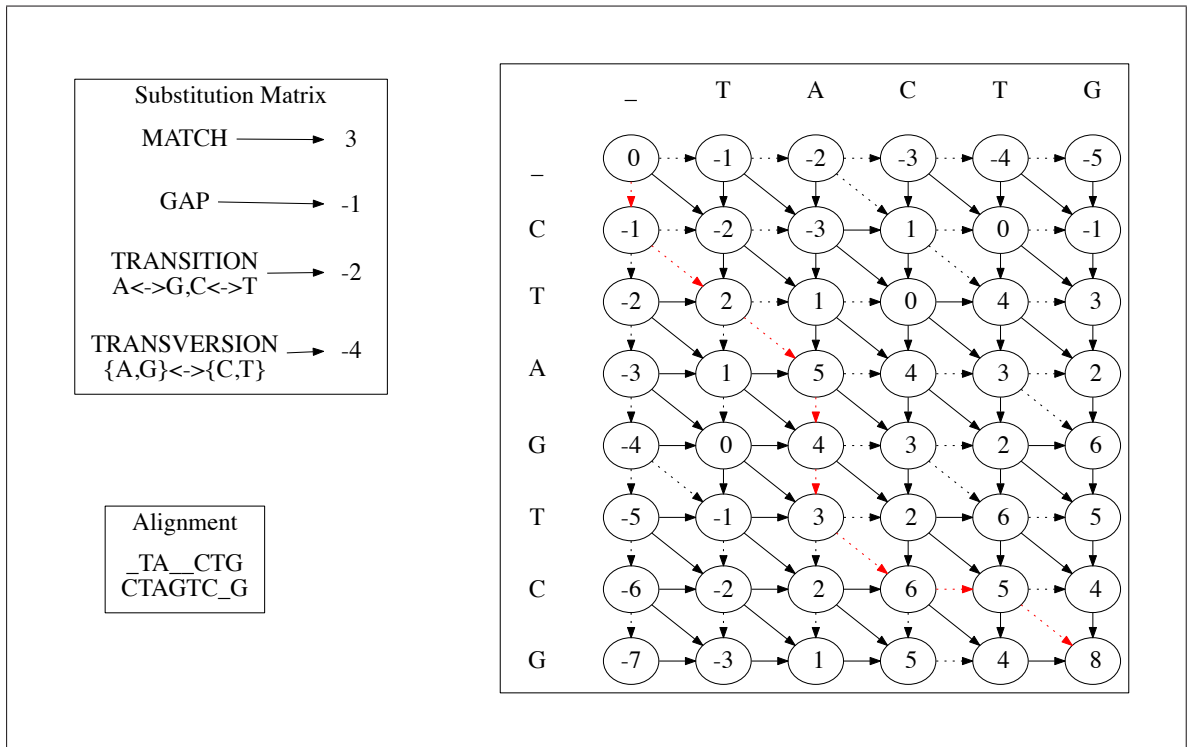 Substitution Matrix
MATCH 3
GAP -1
TRANSITION
A<->G,C<->T -2
TRANSVERSION
{A,G}<->{C,T} -4
Alignment
_TA__CTG
CTAGTC_G
_ T A C T G
_ 0 -1 -2 -3 -4 -5
C -1 -2 -3 1 0 -1
T -2 2 1 0 4 3
A -3 1 5 4 3 2
G -4 0 4 3 2 6
T -5 -1 3 2 6 5
C -6 -2 2 6 5 4
G -7 -3 1 5 4 8